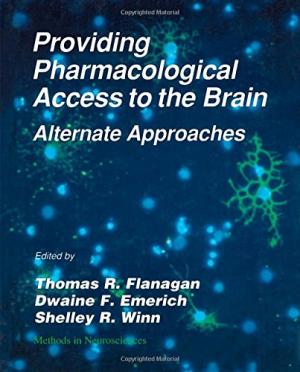 Providing
Pharmacological
Access to the Brain
Alternate Approaches
Edited by
Thomas R. Flanagan
Dwaine F. Emerich
Shelley R. Winn
Methods in Neurosciences